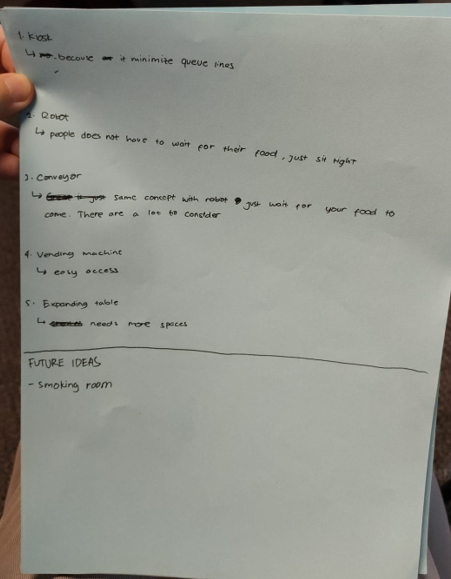 1. Kiosk
↳ because it minimize queue lines
2. Robot
↳ people does not have to wait for their food, just sit tight
3. Conveyor
↳ same concept with robot, just wait for your food to
come. There are a lot to consider
4. Vending machine
↳ easy access
5. Expanding table
↳ needs more spaces
FUTURE IDEAS
- Smoking room